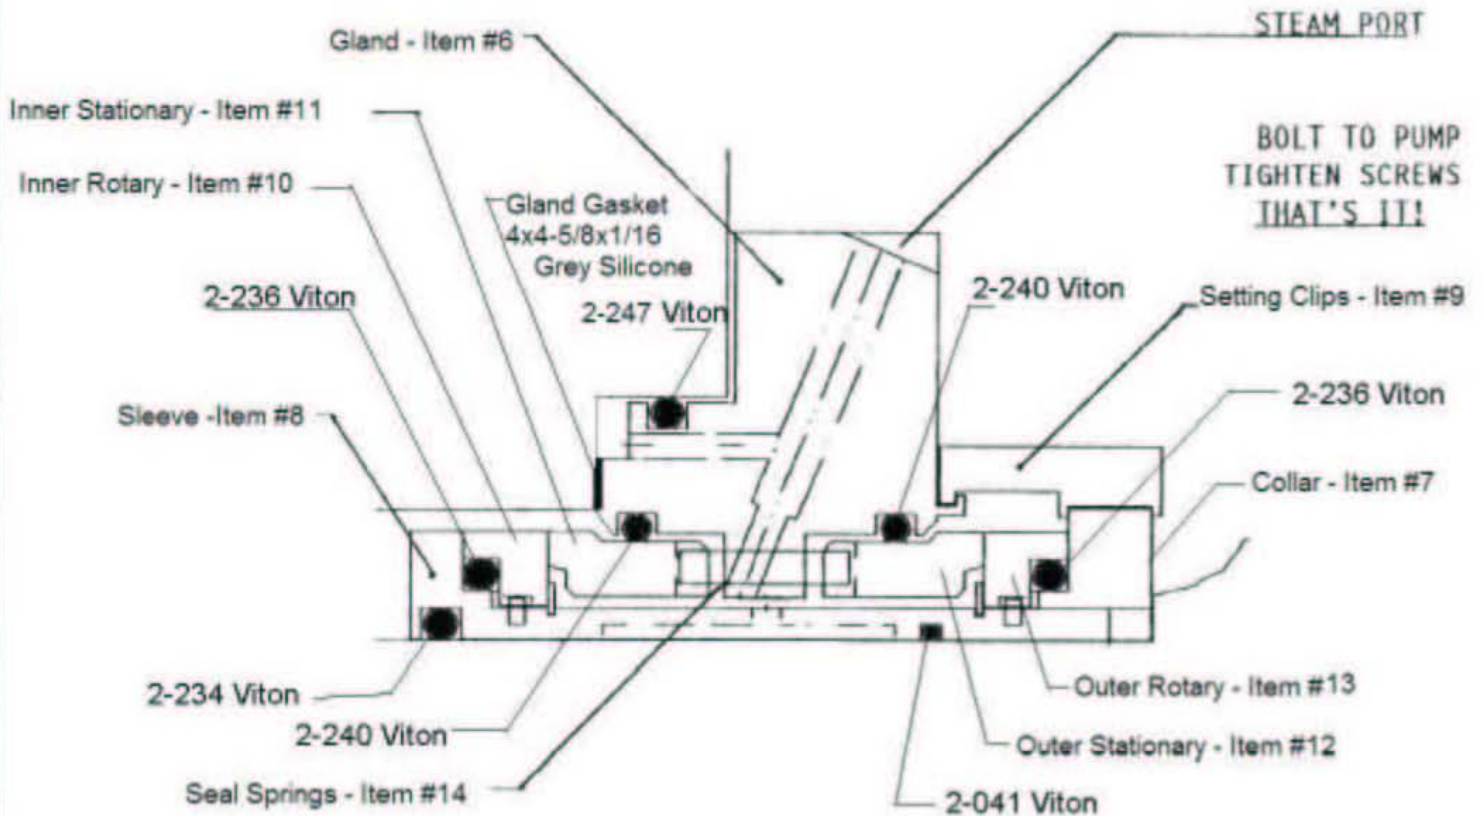 STEAM PORT
Gland - Item #6
Inner Stationary - Item #11
BOLT TO PUMP
TIGHTEN SCREWS
THAT'S IT!
Inner Rotary - Item #10
Gland Gasket
4x4-5/8x1/16
Grey Silicone
2-236 Viton
2-247 Viton
2-240 Viton
Setting Clips - Item #9
Sleeve -Item #8
2-236 Viton
Collar - Item #7
2-234 Viton
Outer Rotary - Item #13
2-240 Viton
Outer Stationary - Item #12
Seal Springs - Item #14
2-041 Viton